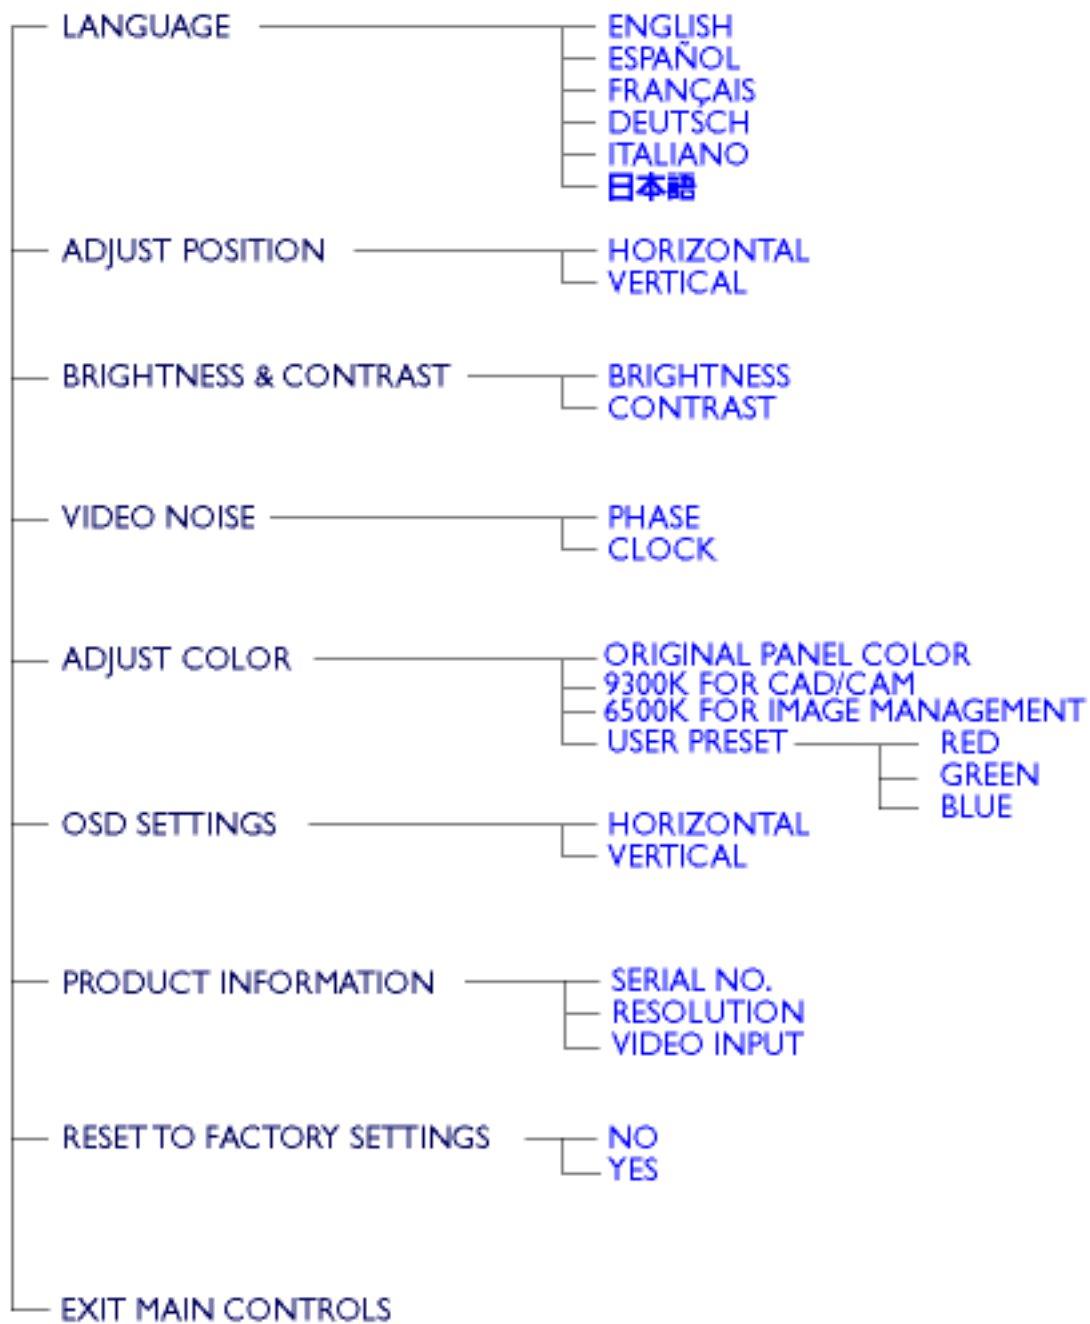 LANGUAGE
ENGLISH
ESPAÑOL
FRANÇAIS
DEUTSCH
ITALIANO
日本語
ADJUST POSITION
HORIZONTAL
VERTICAL
BRIGHTNESS & CONTRAST
BRIGHTNESS
CONTRAST
VIDEO NOISE
PHASE
CLOCK
ADJUST COLOR
ORIGINAL PANEL COLOR
9300K FOR CAD/CAM
6500K FOR IMAGE MANAGEMENT
USER PRESET
RED
GREEN
BLUE
OSD SETTINGS
HORIZONTAL
VERTICAL
PRODUCT INFORMATION
SERIAL NO.
RESOLUTION
VIDEO INPUT
RESET TO FACTORY SETTINGS
NO
YES
EXIT MAIN CONTROLS